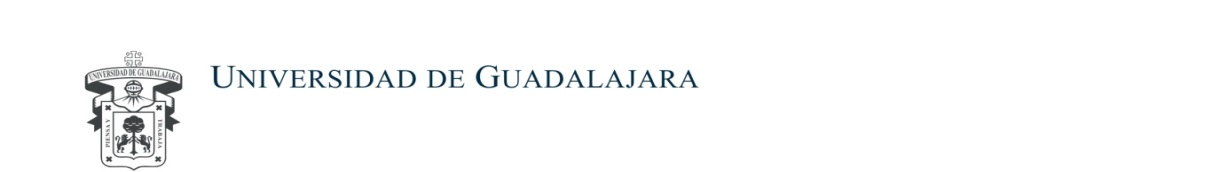 UNIVERSIDAD DE GUADALAJARA
UNIVERSIDAD DE GUADALAJARA
PIENSA Y
TRABAJA